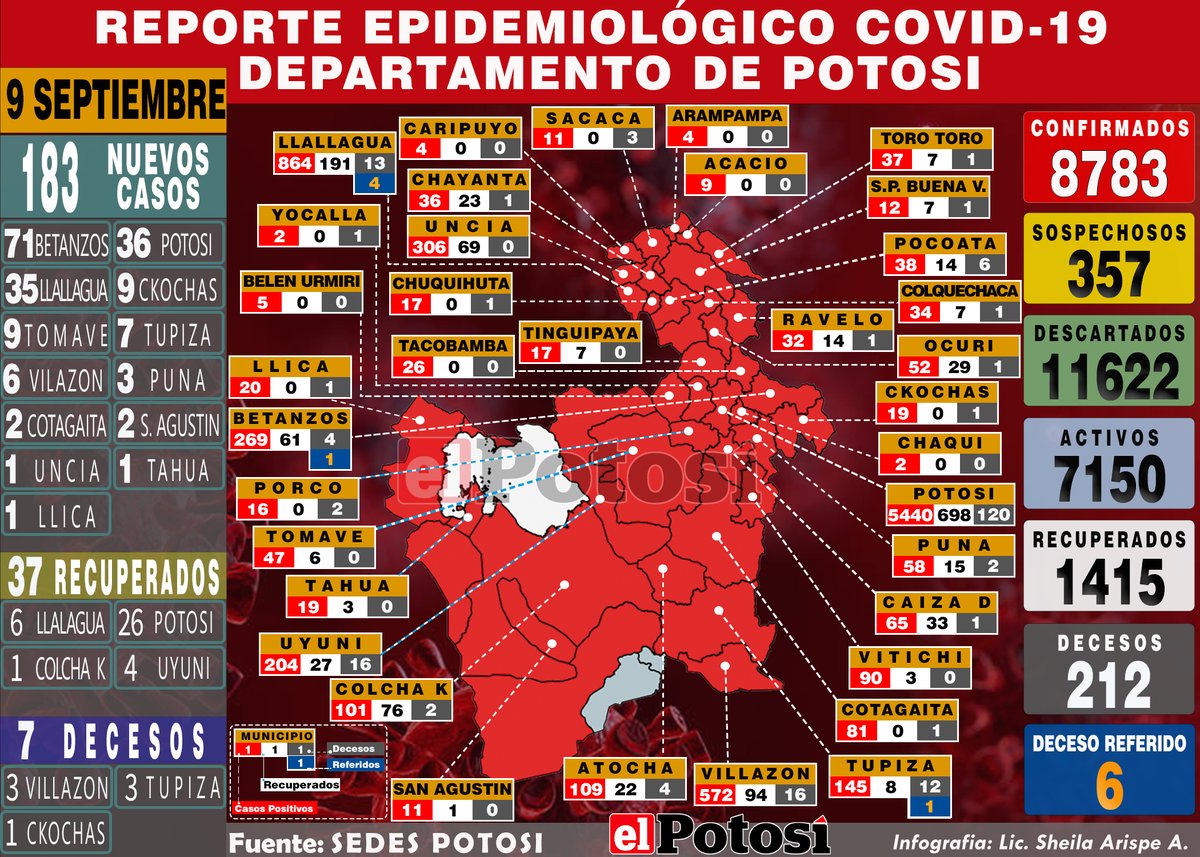 REPORTE EPIDEMIOLÓGICO COVID-19
DEPARTAMENTO DE POTOSI
9 SEPTIEMBRE
183 NUEVOS CASOS
71 BETANZOS 36 POTOSI
35 LLALLAGUA 9 CKOCHAS
9 TOMAVE 7 TUPIZA
6 VILAZON 3 PUNA
2 COTAGAITA 2 S. AGUSTIN
1 UNCIA 1 TAHUA
1 LLICA
37 RECUPERADOS
6 LLALAGUA 26 POTOSI
1 COLCHA K 4 UYUNI
7 DECESOS
3 VILLAZON 3 TUPIZA
1 CKOCHAS
LLALLAGUA
864 191 13
4
CARIPUYO
4 0 0
SACACA
11 0 3
ARAMPAMPA
4 0 0
ACACIO
9 0 0
TORO TORO
37 7 1
CHAYANTA
36 23 1
S.P. BUENA V.
12 7 1
YOCALLA
2 0 1
UNCIA
306 69 0
POCOATA
38 14 6
BELEN URMIRI
5 0 0
CHUQUIHUTA
17 0 1
COLQUECHACA
34 7 1
TINGUIPAYA
17 7 0
RAVELO
32 14 1
TACOBAMBA
26 0 0
OCURI
52 29 1
LLICA
20 0 1
CKOCHAS
19 0 1
BETANZOS
269 61 4
1
CHAQUI
2 0 0
PORCO
16 0 2
POTOSI
5440 698 120
TOMAVE
47 6 0
PUNA
58 15 2
TAHUA
19 3 0
CAIZA D
65 33 1
UYUNI
204 27 16
VITICHI
90 3 0
COLCHA K
101 76 2
COTAGAITA
81 0 1
SAN AGUSTIN
11 1 0
ATOCHA
109 22 4
VILLAZON
572 94 16
TUPIZA
145 8 12
1
MUNICIPIO
1 1 1 Decesos
1 Referidos
Recuperados
Casos Positivos
el Potosí
CONFIRMADOS
8783
SOSPECHOSOS
357
DESCARTADOS
11622
ACTIVOS
7150
RECUPERADOS
1415
DECESOS
212
DECESO REFERIDO
6
Fuente: SEDES POTOSI
el Potosí
Infografia: Lic. Sheila Arispe A.